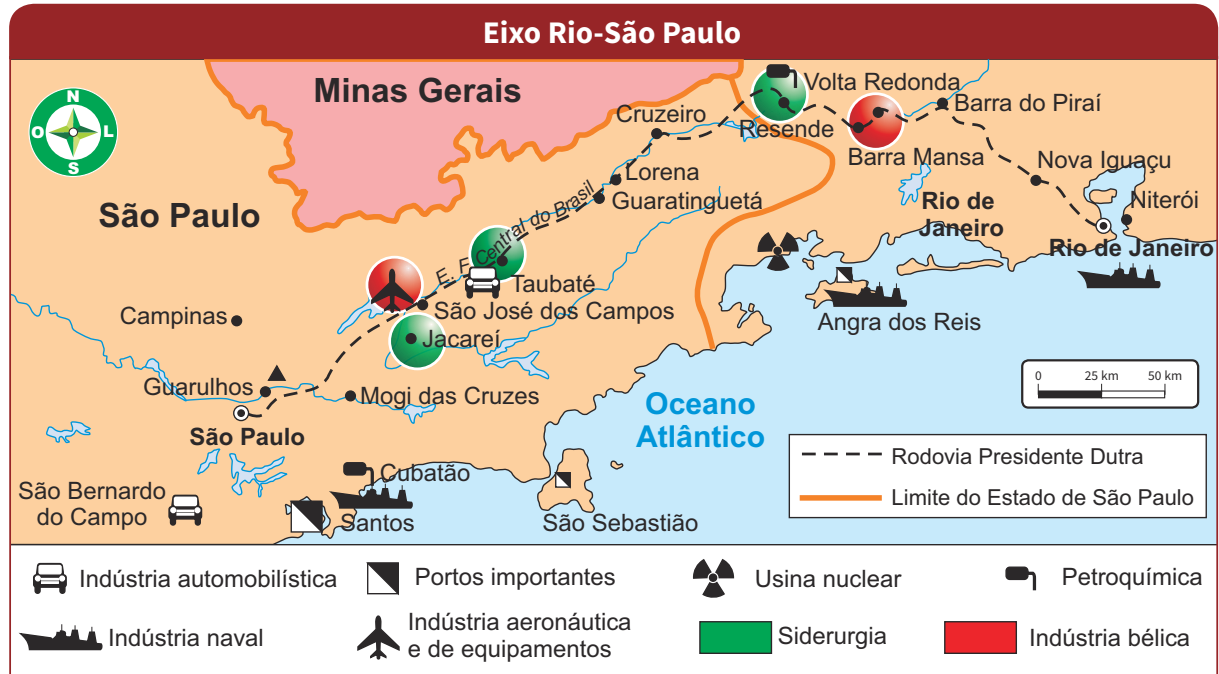 Eixo Rio-São Paulo
Minas Gerais
Volta Redonda
Cruzeiro
Resende
Barra do Piraí
Barra Mansa
Nova Iguaçu
Lorena
Guaratinguetá
Niterói
Rio de
Janeiro
Rio de Janeiro
N
O
L
S
São Paulo
E. F. Central do Brasil
Taubaté
São José dos Campos
Angra dos Reis
Campinas
Jacareí
Guarulhos
Mogi das Cruzes
São Paulo
Oceano
Atlântico
0 25 km 50 km
Rodovia Presidente Dutra
Limite do Estado de São Paulo
São Bernardo
do Campo
Cubatão
Santos
São Sebastião
Indústria automobilística
Portos importantes
Usina nuclear
Petroquímica
Indústria naval
Indústria aeronáutica
e de equipamentos
Siderurgia
Indústria bélica